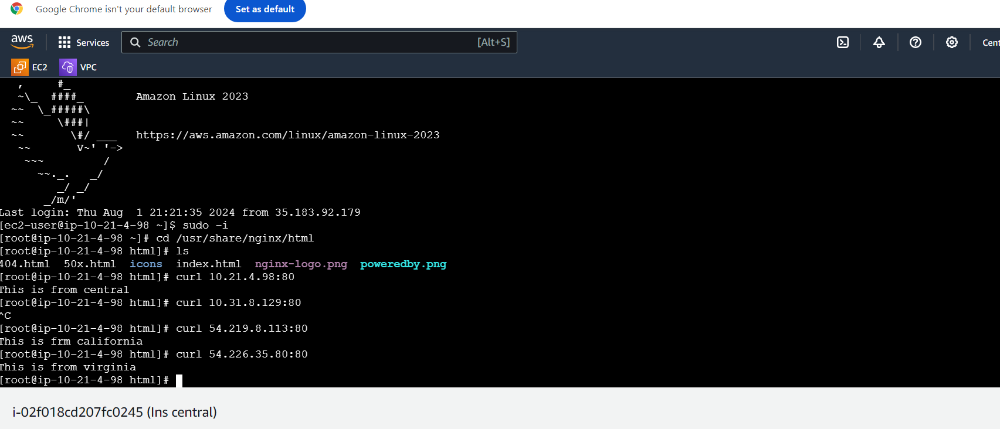 Google Chrome isn't your default browser Set as default
aws Services Search [Alt+S] Cent
EC2 VPC
   ,     #_
   ~\_  ####_        Amazon Linux 2023
  ~~  \_#####\
  ~~     \###|
  ~~       \#/ ___   https://aws.amazon.com/linux/amazon-linux-2023
   ~~       V~' '->
    ~~~         /
      ~~._.   _/
         _/ _/
       _/m/'
Last login: Thu Aug  1 21:21:35 2024 from 35.183.92.179
[ec2-user@ip-10-21-4-98 ~]$ sudo -i
[root@ip-10-21-4-98 ~]# cd /usr/share/nginx/html
[root@ip-10-21-4-98 html]# ls
404.html  50x.html  icons  index.html  nginx-logo.png  poweredby.png
[root@ip-10-21-4-98 html]# curl 10.21.4.98:80
This is from central
[root@ip-10-21-4-98 html]# curl 10.31.8.129:80
^C
[root@ip-10-21-4-98 html]# curl 54.219.8.113:80
This is frm california
[root@ip-10-21-4-98 html]# curl 54.226.35.80:80
This is from virginia
[root@ip-10-21-4-98 html]#
i-02f018cd207fc0245 (Ins central)